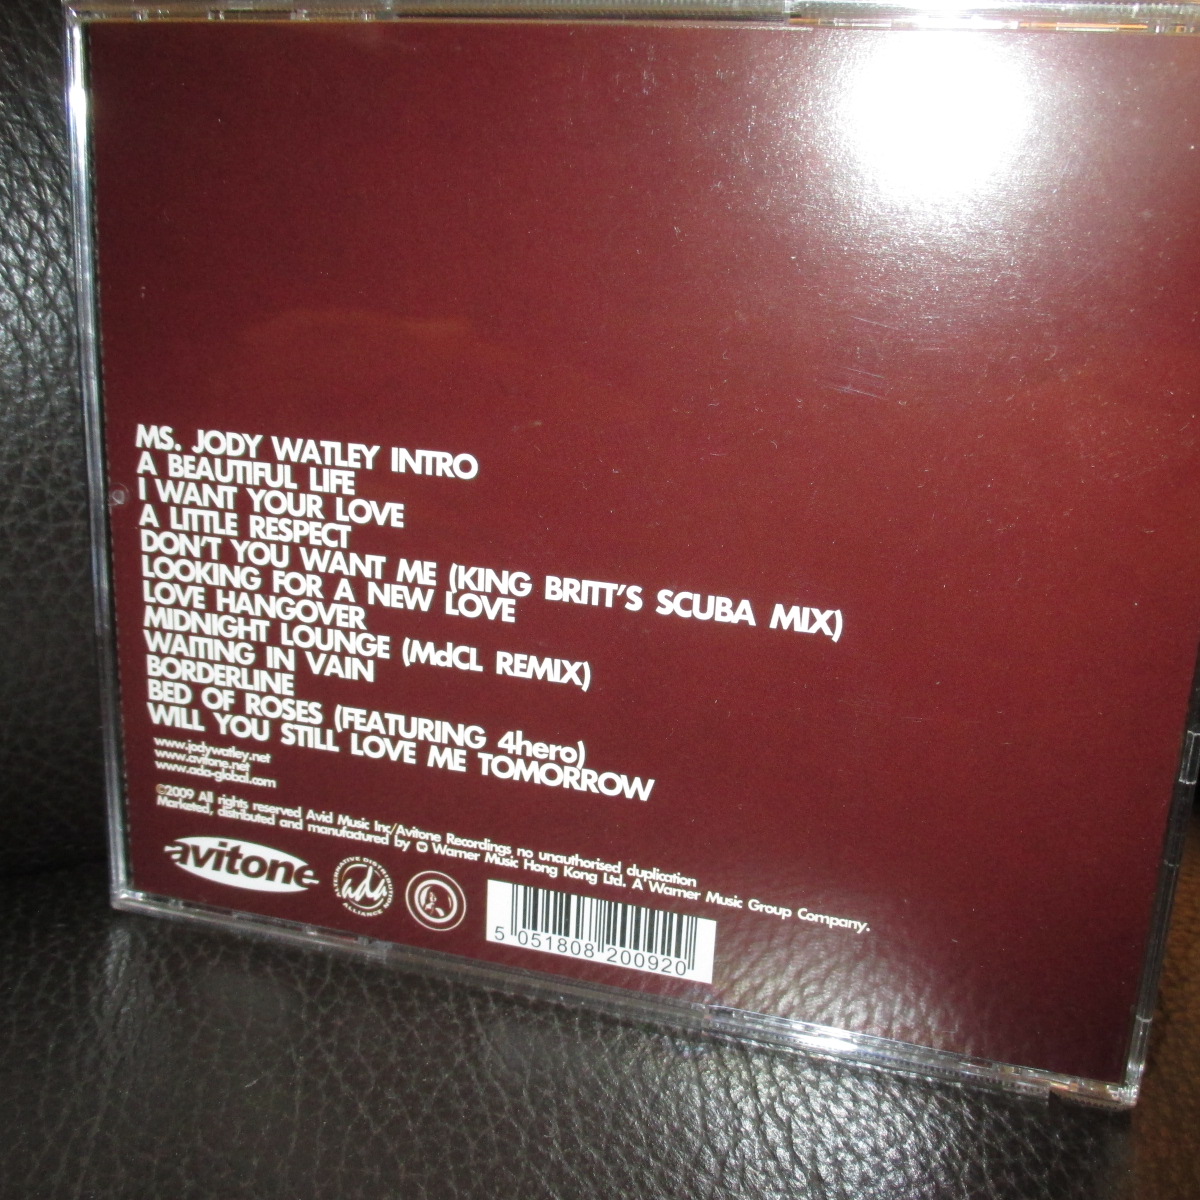 MS. JODY WATLEY INTRO
A BEAUTIFUL LIFE
I WANT YOUR LOVE
A LITTLE RESPECT
DON'T YOU WANT ME (KING BRITT'S SCUBA MIX)
LOOKING FOR A NEW LOVE
LOVE HANGOVER
MIDNIGHT LOUNGE (MdCL REMIX)
WAITING IN VAIN
BORDERLINE
BED OF ROSES (FEATURING 4hero)
WILL YOU STILL LOVE ME TOMORROW
www.jodywatley.net
www.avitone.net
www.ada-global.com
©2009 All rights reserved Avid Music Inc/Avitone Recordings no unauthorised duplication
Marketed, distributed and manufactured by Warner Music Hong Kong Ltd. A Warner Music Group Company.
avitone
ALTERNATIVE DISTRIBUTION
ada
ALLIANCE
5 051808 200920